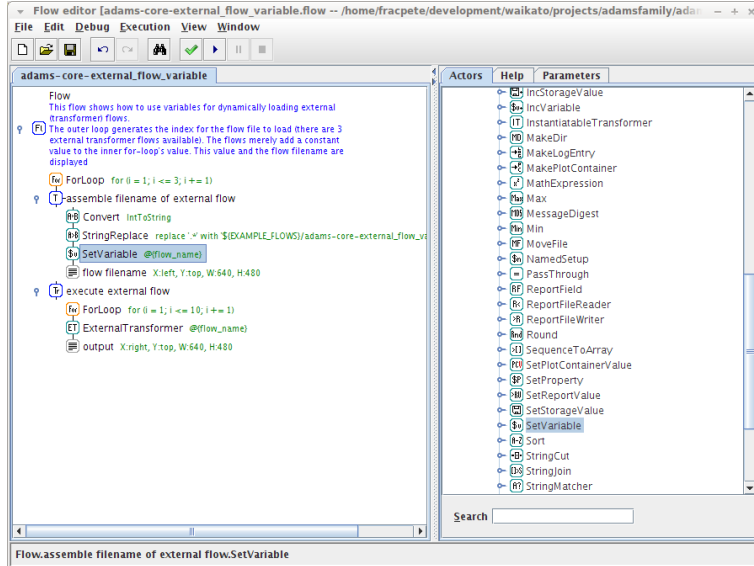 Flow editor [adams-core-external_flow_variable.flow -- /home/fracpete/development/waikato/projects/adamsfamily/adam
File Edit Debug Execution View Window
adams-core-external_flow_variable
Flow
This flow shows how to use variables for dynamically loading external
(transformer) flows.
The outer loop generates the index for the flow file to load (there are 3
external transformer flows available). The flows merely add a constant
value to the inner for-loop's value. This value and the flow filename are
displayed
ForLoop for (i = 1; i <= 3; i += 1)
assemble filename of external flow
Convert IntToString
StringReplace replace '.*' with '${EXAMPLE_FLOWS}/adams-core-external_flow_va
SetVariable @{flow_name}
flow filename X:left, Y:top, W:640, H:480
execute external flow
ForLoop for (i = 1; i <= 10; i += 1)
ExternalTransformer @{flow_name}
output X:right, Y:top, W:640, H:480
Actors Help Parameters
IncStorageValue
IncVariable
InstantiatableTransformer
MakeDir
MakeLogEntry
MakePlotContainer
MathExpression
Max
MessageDigest
Min
MoveFile
NamedSetup
PassThrough
ReportField
ReportFileReader
ReportFileWriter
Round
SequenceToArray
SetPlotContainerValue
SetProperty
SetReportValue
SetStorageValue
SetVariable
Sort
StringCut
StringJoin
StringMatcher
Search
Flow.assemble filename of external flow.SetVariable